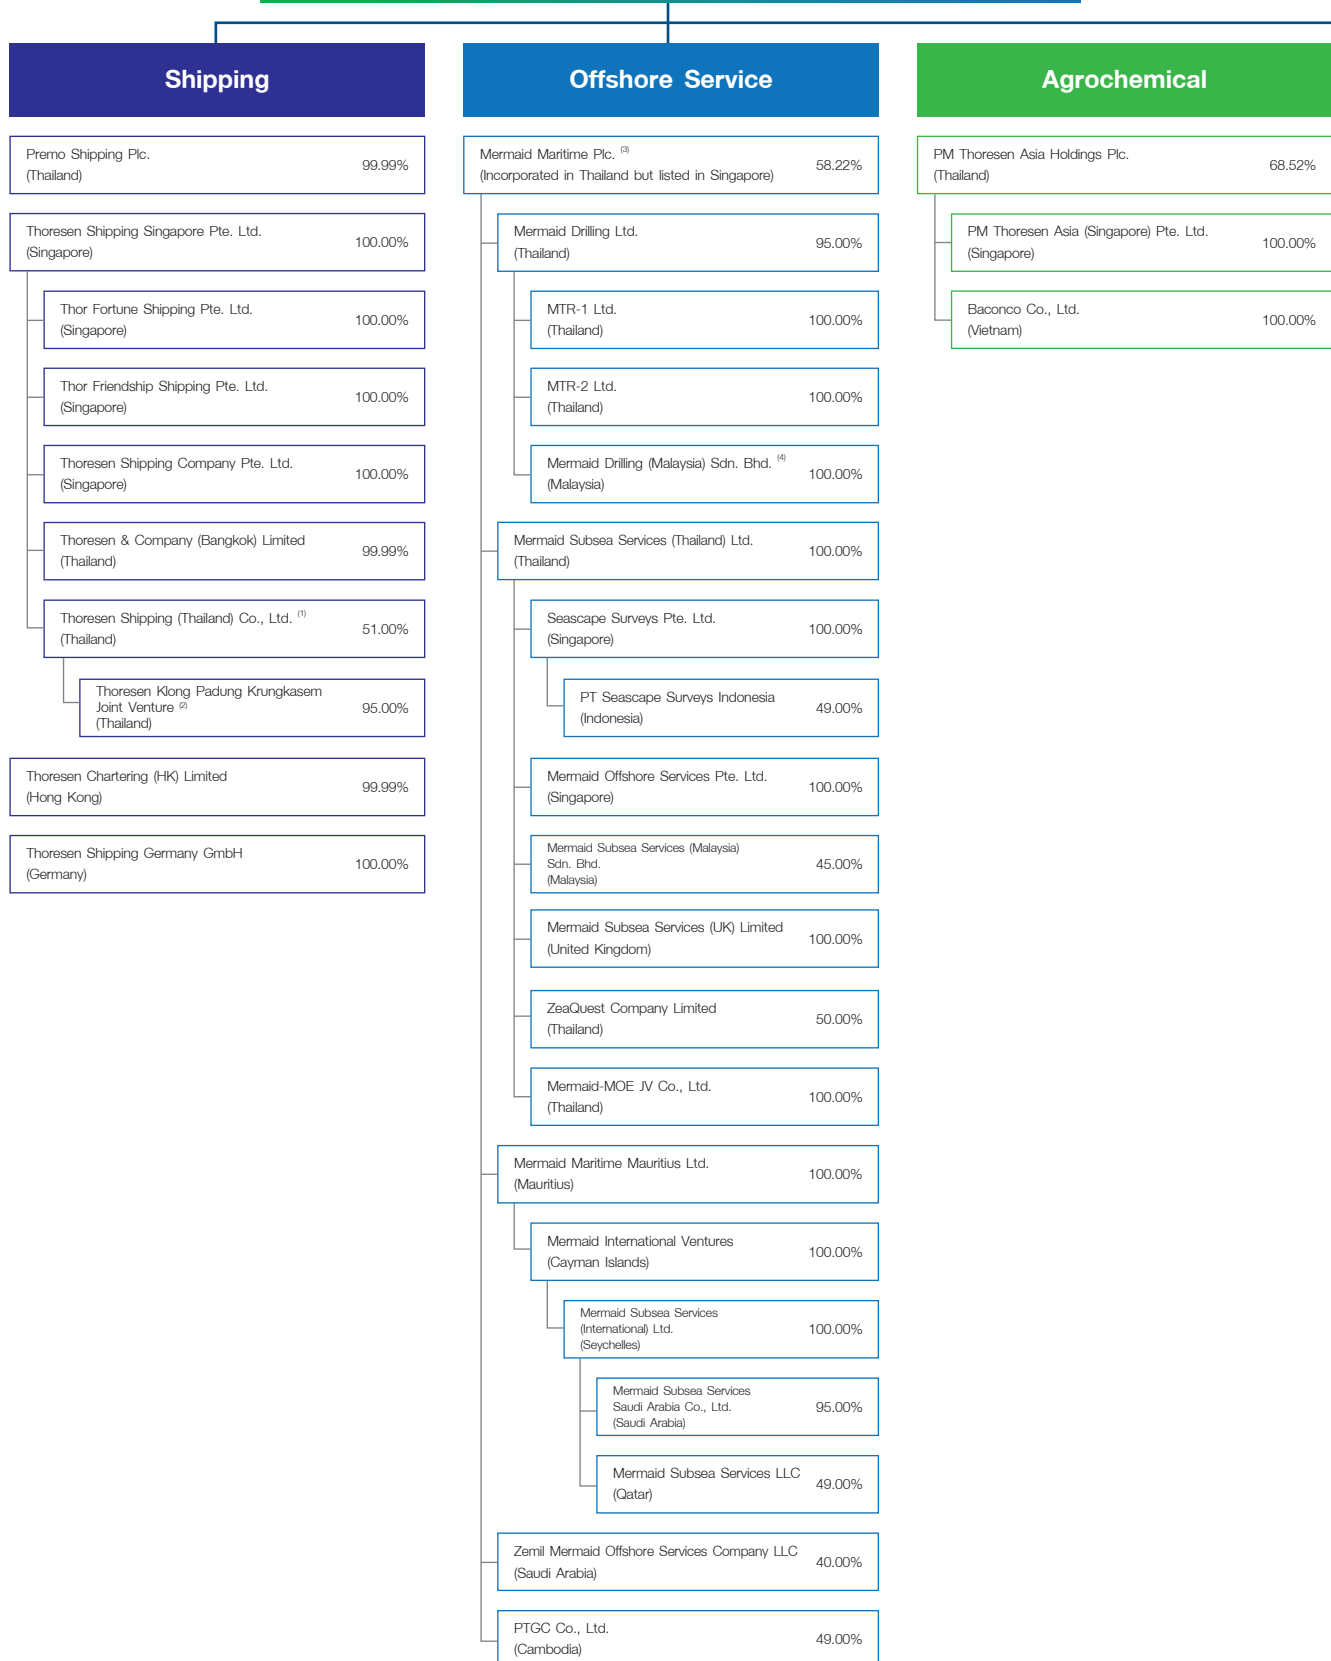 Shipping
Premo Shipping Plc.
(Thailand)
99.99%
Thoresen Shipping Singapore Pte. Ltd.
(Singapore)
100.00%
Thor Fortune Shipping Pte. Ltd.
(Singapore)
100.00%
Thor Friendship Shipping Pte. Ltd.
(Singapore)
100.00%
Thoresen Shipping Company Pte. Ltd.
(Singapore)
100.00%
Thoresen & Company (Bangkok) Limited
(Thailand)
99.99%
Thoresen Shipping (Thailand) Co., Ltd. (1)
(Thailand)
51.00%
Thoresen Klong Padung Krungkasem
Joint Venture (2)
(Thailand)
95.00%
Thoresen Chartering (HK) Limited
(Hong Kong)
99.99%
Thoresen Shipping Germany GmbH
(Germany)
100.00%
Offshore Service
Mermaid Maritime Plc. (3)
(Incorporated in Thailand but listed in Singapore)
58.22%
Mermaid Drilling Ltd.
(Thailand)
95.00%
MTR-1 Ltd.
(Thailand)
100.00%
MTR-2 Ltd.
(Thailand)
100.00%
Mermaid Drilling (Malaysia) Sdn. Bhd. (4)
(Malaysia)
100.00%
Mermaid Subsea Services (Thailand) Ltd.
(Thailand)
100.00%
Seascape Surveys Pte. Ltd.
(Singapore)
100.00%
PT Seascape Surveys Indonesia
(Indonesia)
49.00%
Mermaid Offshore Services Pte. Ltd.
(Singapore)
100.00%
Mermaid Subsea Services (Malaysia)
Sdn. Bhd.
(Malaysia)
45.00%
Mermaid Subsea Services (UK) Limited
(United Kingdom)
100.00%
ZeaQuest Company Limited
(Thailand)
50.00%
Mermaid-MOE JV Co., Ltd.
(Thailand)
100.00%
Mermaid Maritime Mauritius Ltd.
(Mauritius)
100.00%
Mermaid International Ventures
(Cayman Islands)
100.00%
Mermaid Subsea Services
(International) Ltd.
(Seychelles)
100.00%
Mermaid Subsea Services
Saudi Arabia Co., Ltd.
(Saudi Arabia)
95.00%
Mermaid Subsea Services LLC
(Qatar)
49.00%
Zemil Mermaid Offshore Services Company LLC
(Saudi Arabia)
40.00%
PTGC Co., Ltd.
(Cambodia)
49.00%
Agrochemical
PM Thoresen Asia Holdings Plc.
(Thailand)
68.52%
PM Thoresen Asia (Singapore) Pte. Ltd.
(Singapore)
100.00%
Baconco Co., Ltd.
(Vietnam)
100.00%